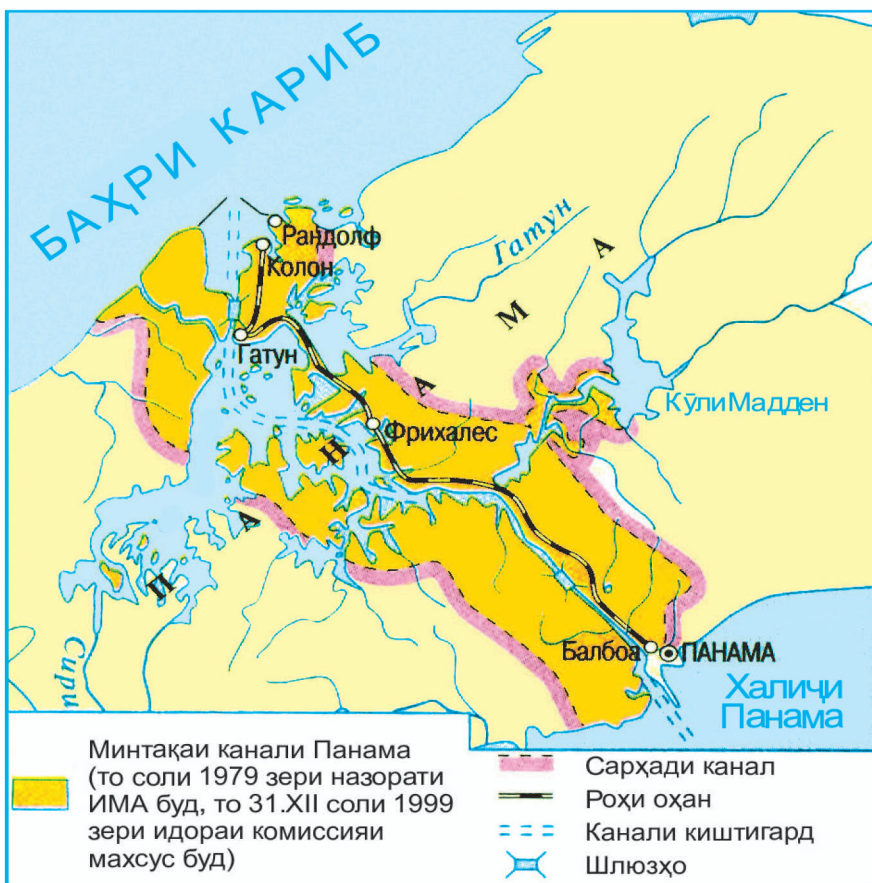 БАҲРИ КАРИБ
Рандолф
Колон
Гатун
Гатун
ПАНАМА
Фрихалес
Кӯли Мадден
Сири
Балбоа
ПАНАМА
Халиҷи
Панама
Минтақаи канали Панама
(то соли 1979 зери назорати
ИМА буд, то 31.XII соли 1999
зери идораи комиссияи
махсус буд)
Сарҳади канал
Роҳи оҳан
Канали киштигард
Шлюзҳо